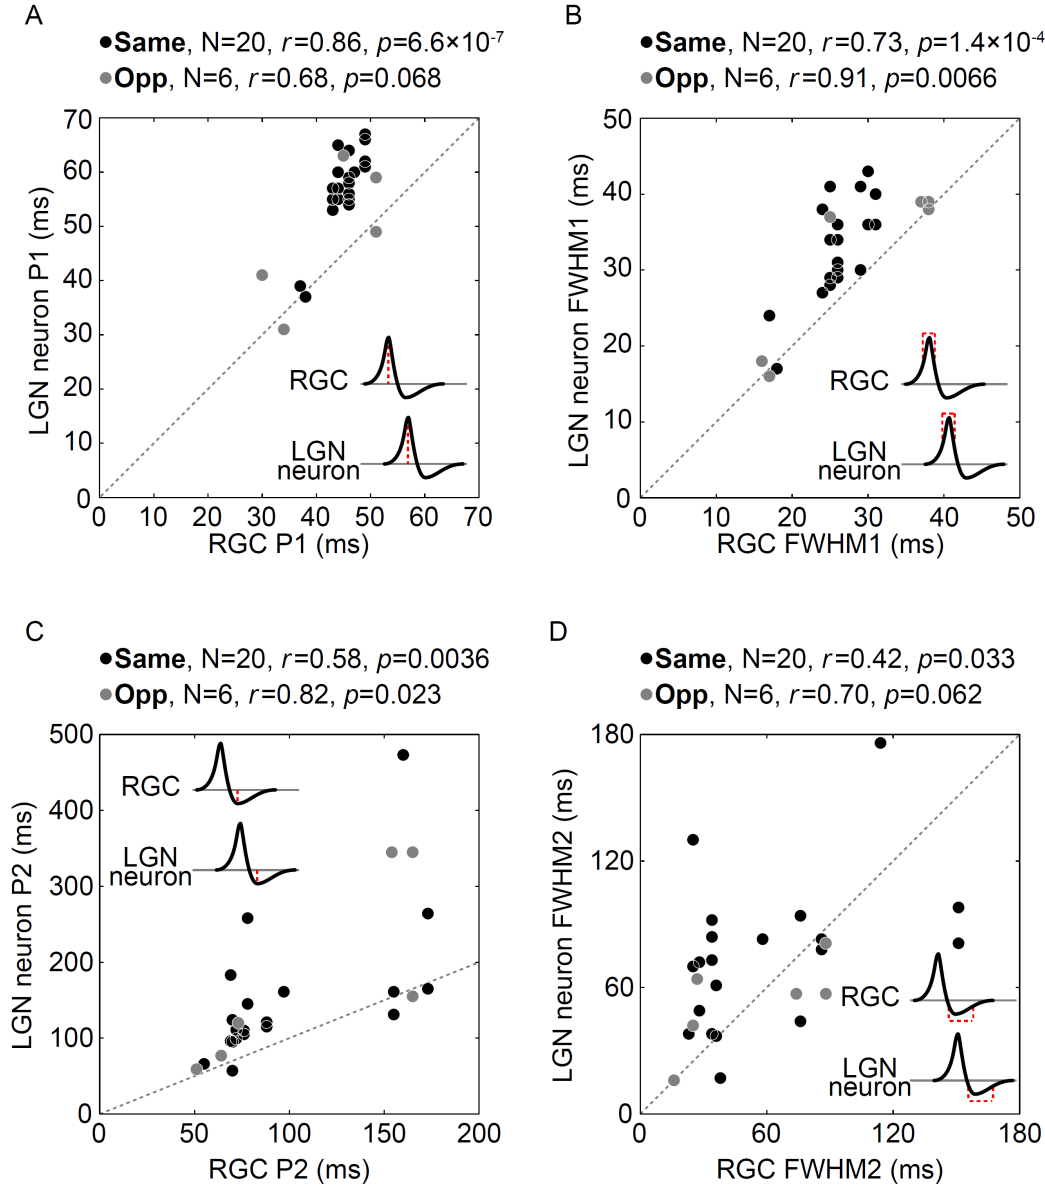 A
Same, N=20, r=0.86, p=6.6×10⁻⁷
Opp, N=6, r=0.68, p=0.068
70
60
50
40
30
20
10
0
LGN neuron P1 (ms)
RGC
LGN
neuron
0 10 20 30 40 50 60 70
RGC P1 (ms)
B
Same, N=20, r=0.73, p=1.4×10⁻⁴
Opp, N=6, r=0.91, p=0.0066
50
40
30
20
10
0
LGN neuron FWHM1 (ms)
RGC
LGN
neuron
0 10 20 30 40 50
RGC FWHM1 (ms)
C
Same, N=20, r=0.58, p=0.0036
Opp, N=6, r=0.82, p=0.023
500
400
300
200
100
0
LGN neuron P2 (ms)
RGC
LGN
neuron
0 50 100 150 200
RGC P2 (ms)
D
Same, N=20, r=0.42, p=0.033
Opp, N=6, r=0.70, p=0.062
180
120
60
0
LGN neuron FWHM2 (ms)
RGC
LGN
neuron
0 60 120 180
RGC FWHM2 (ms)